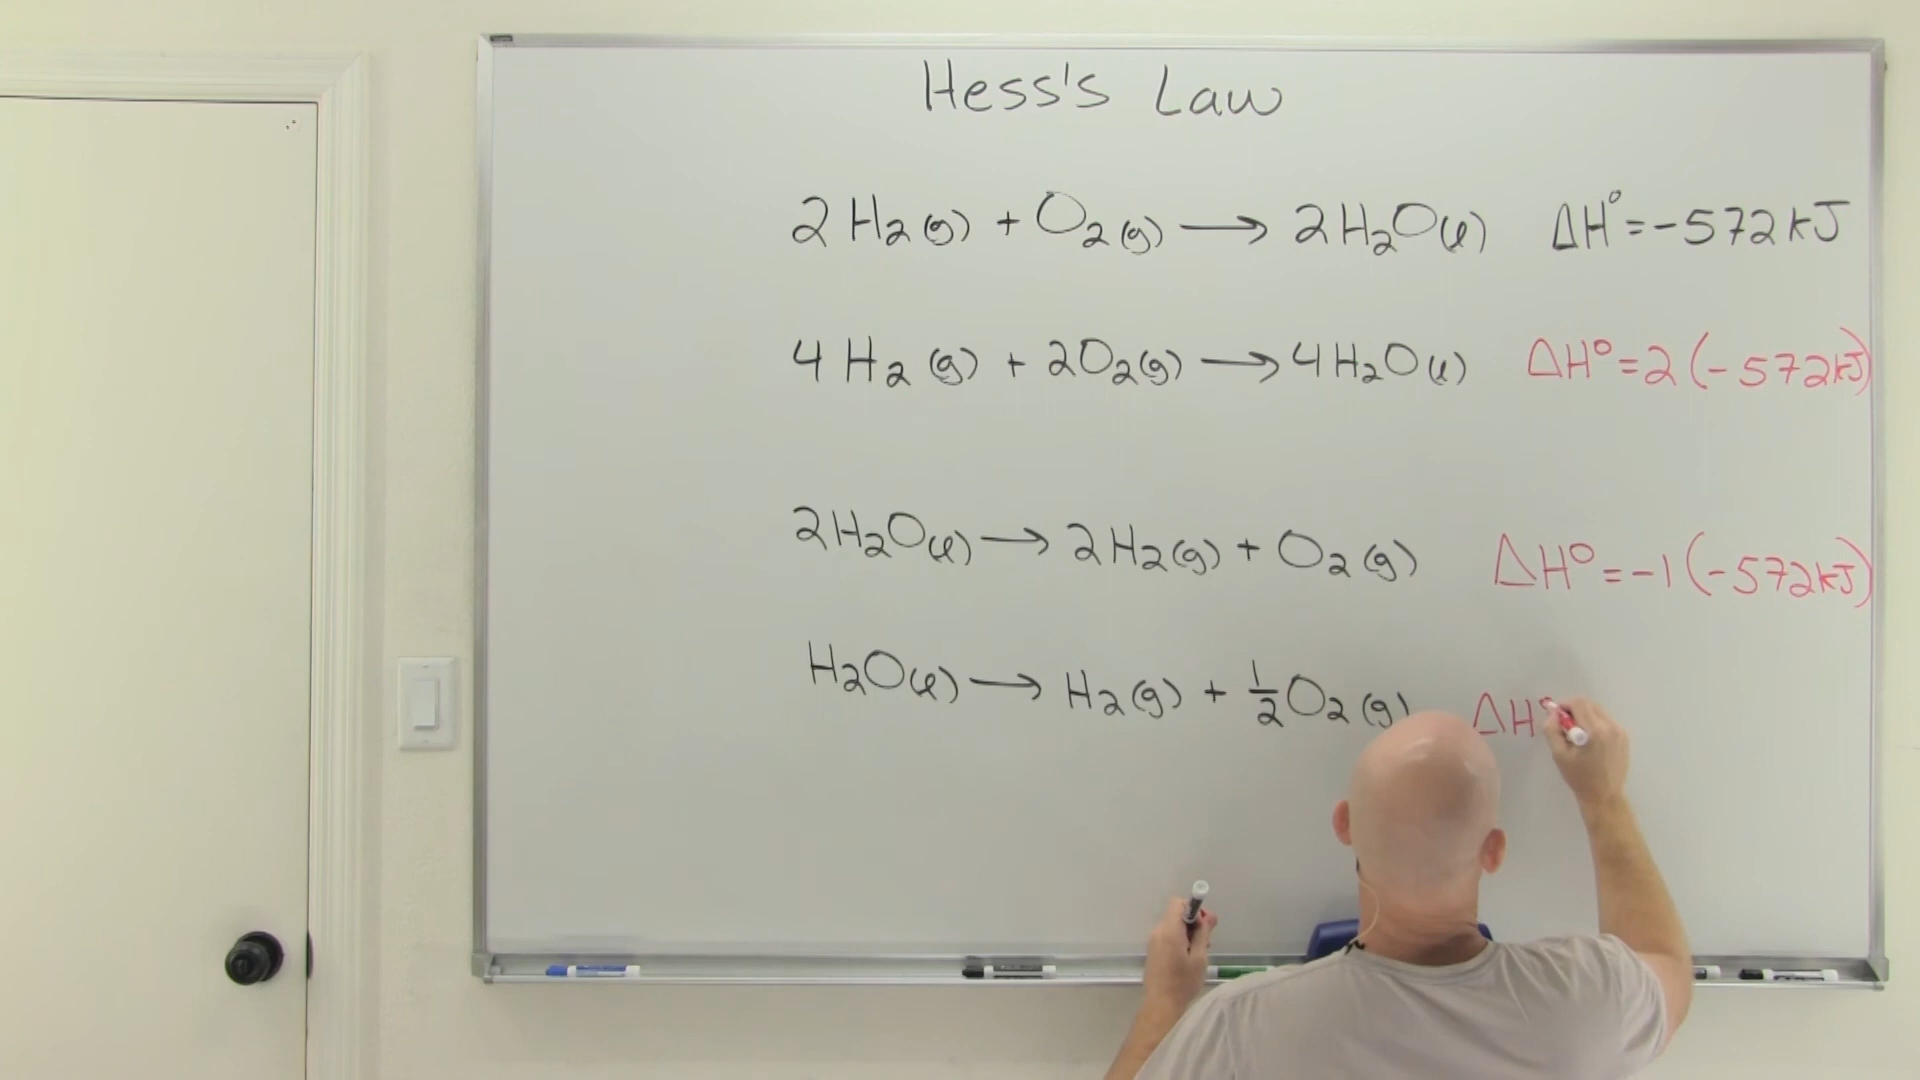 Hess's Law
2H₂(g) + O₂(g) → 2H₂O(ℓ) ΔH° = -572 kJ
4H₂(g) + 2O₂(g) → 4H₂O(ℓ) ΔH° = 2(-572 kJ)
2H₂O(ℓ) → 2H₂(g) + O₂(g) ΔH° = -1(-572 kJ)
H₂O(ℓ) → H₂(g) + ½O₂(g) ΔH°